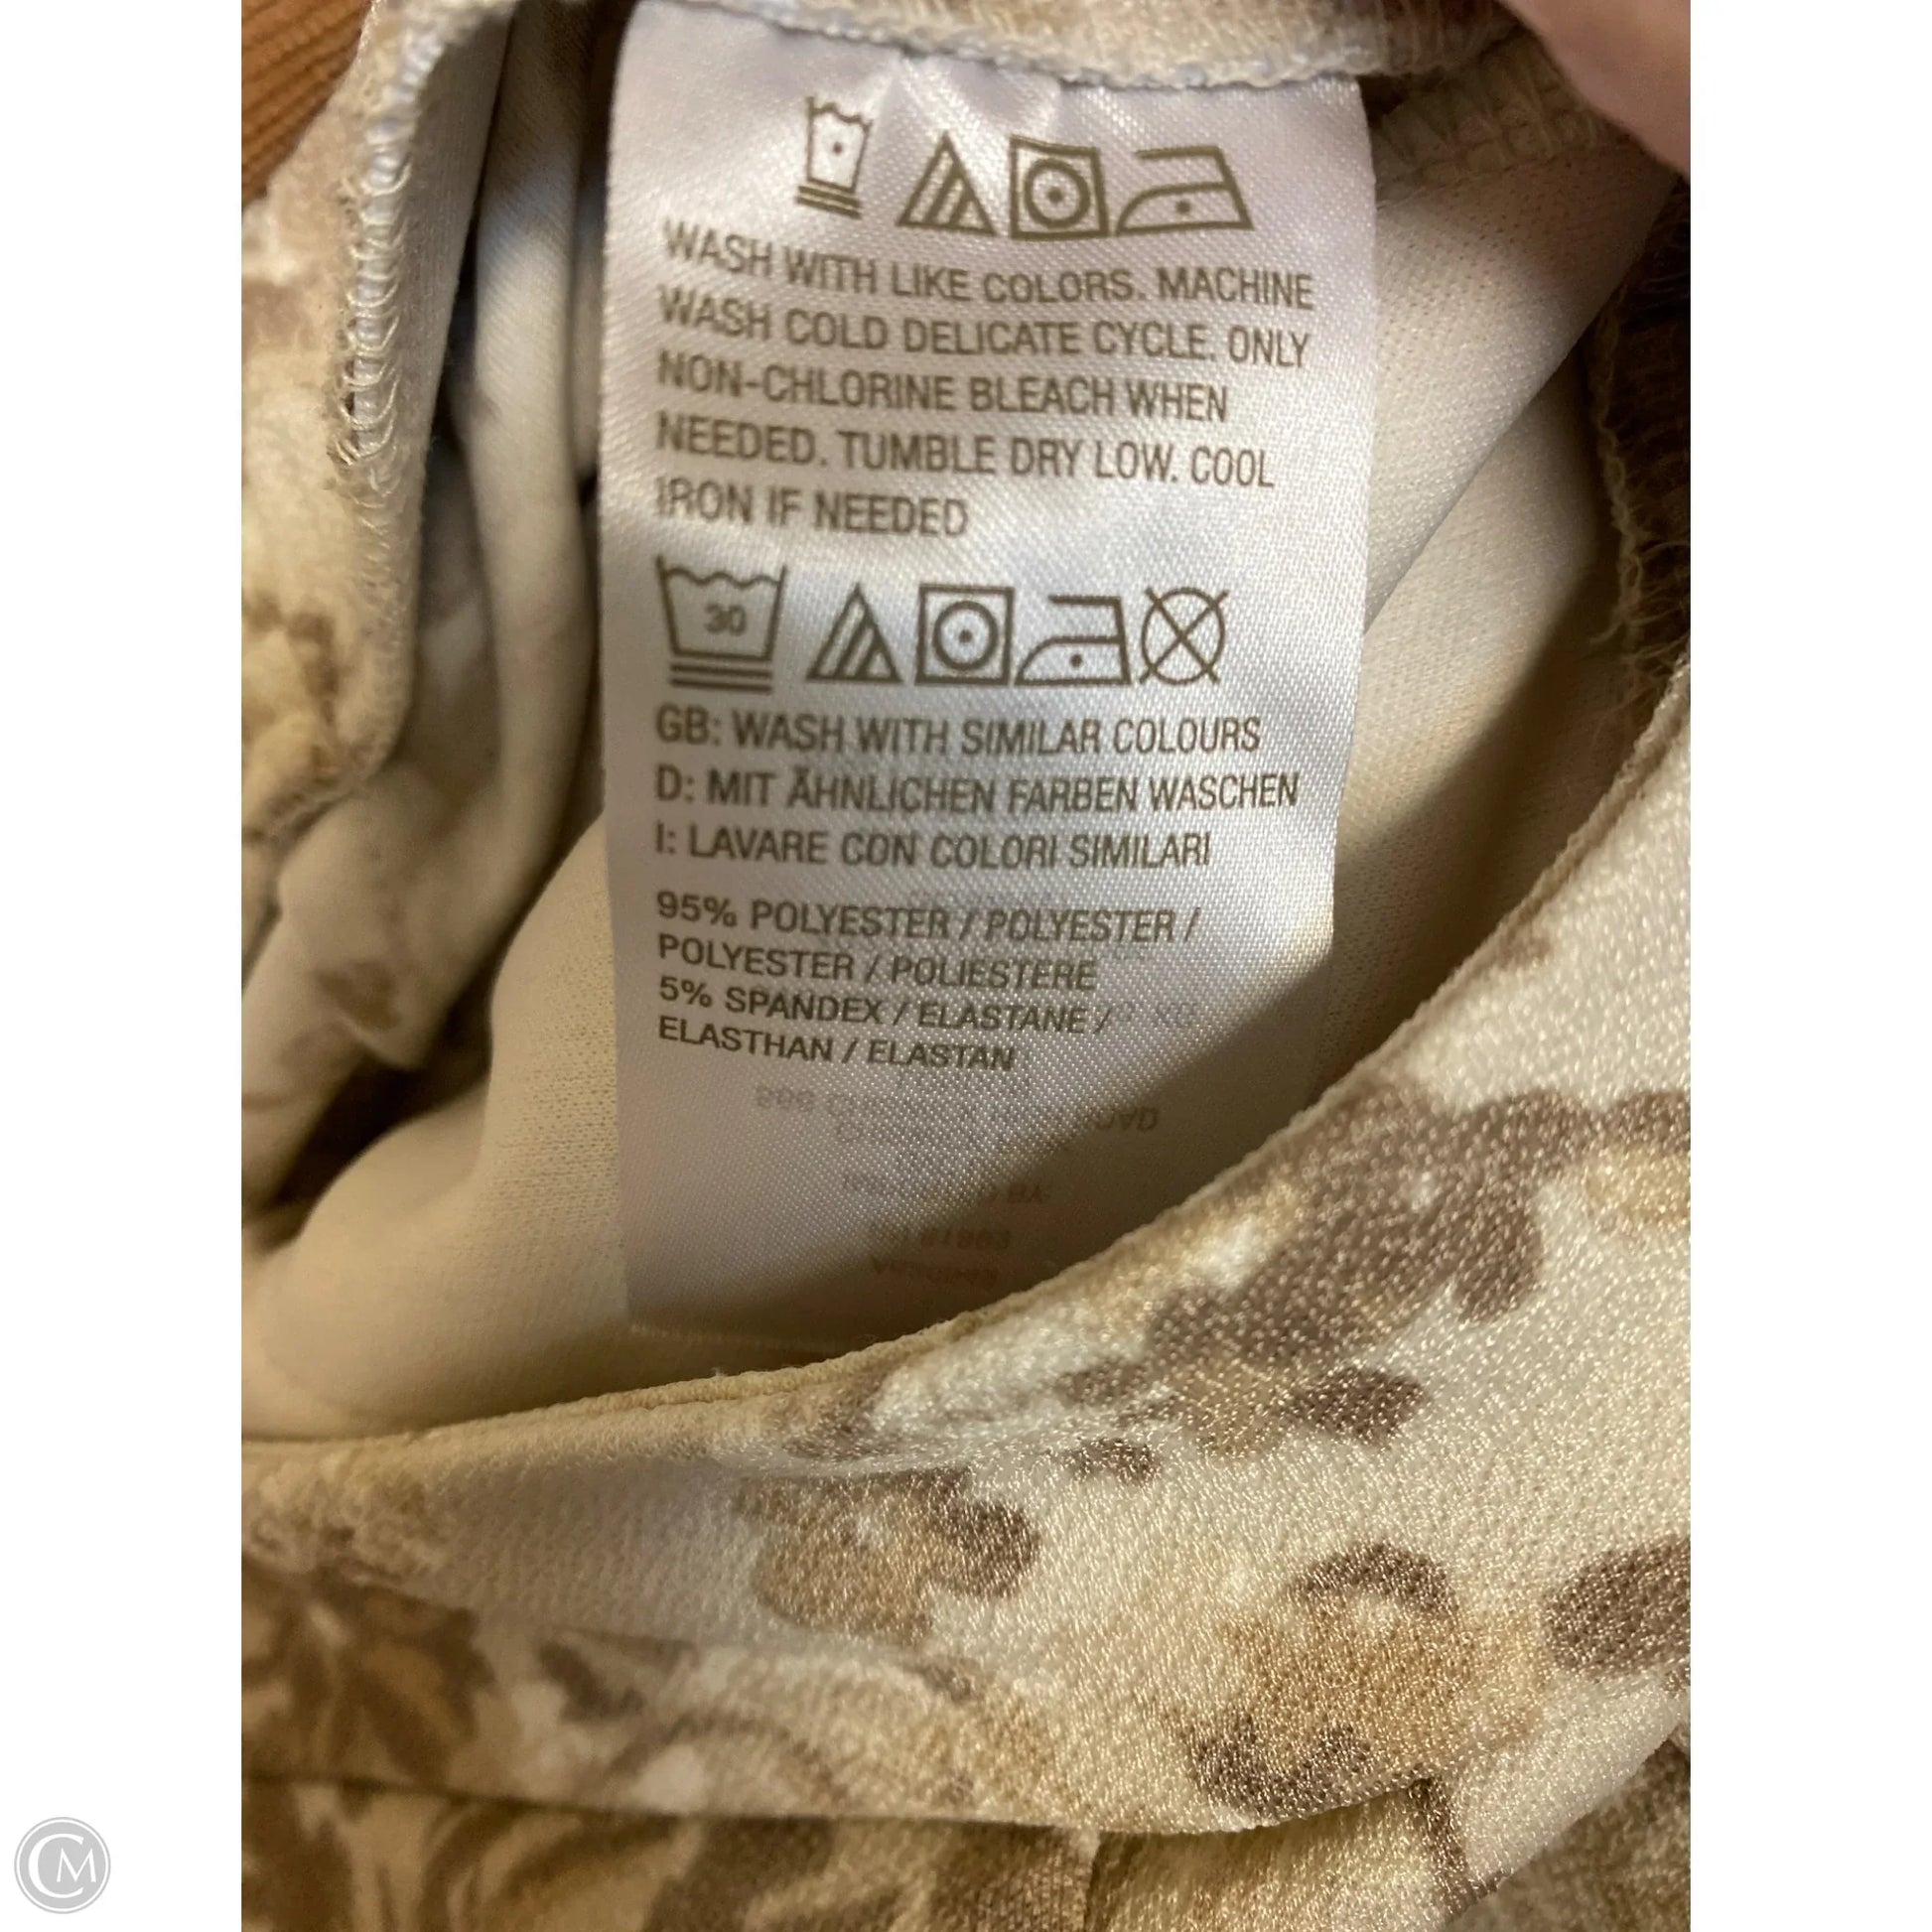 WASH WITH LIKE COLORS. MACHINE
WASH COLD DELICATE CYCLE. ONLY
NON-CHLORINE BLEACH WHEN
NEEDED. TUMBLE DRY LOW. COOL
IRON IF NEEDED
30
GB: WASH WITH SIMILAR COLOURS
D: MIT ÄHNLICHEN FARBEN WASCHEN
I: LAVARE CON COLORI SIMILARI
95% POLYESTER / POLYESTER /
POLYESTER / POLIESTERE
5% SPANDEX / ELASTANE /
ELASTHAN / ELASTAN
CM